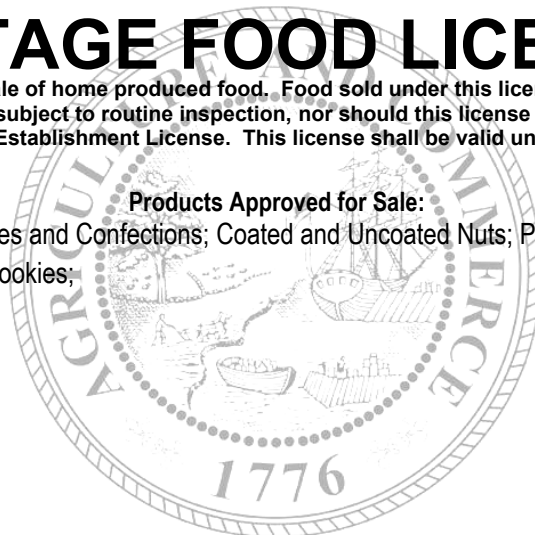 TAGE FOOD LICE
le of home produced food. Food sold under this lice
subject to routine inspection, nor should this license
Establishment License. This license shall be valid un
Products Approved for Sale:
es and Confections; Coated and Uncoated Nuts; P
ookies;
AGRICULTURE AND COMMERCE
1776